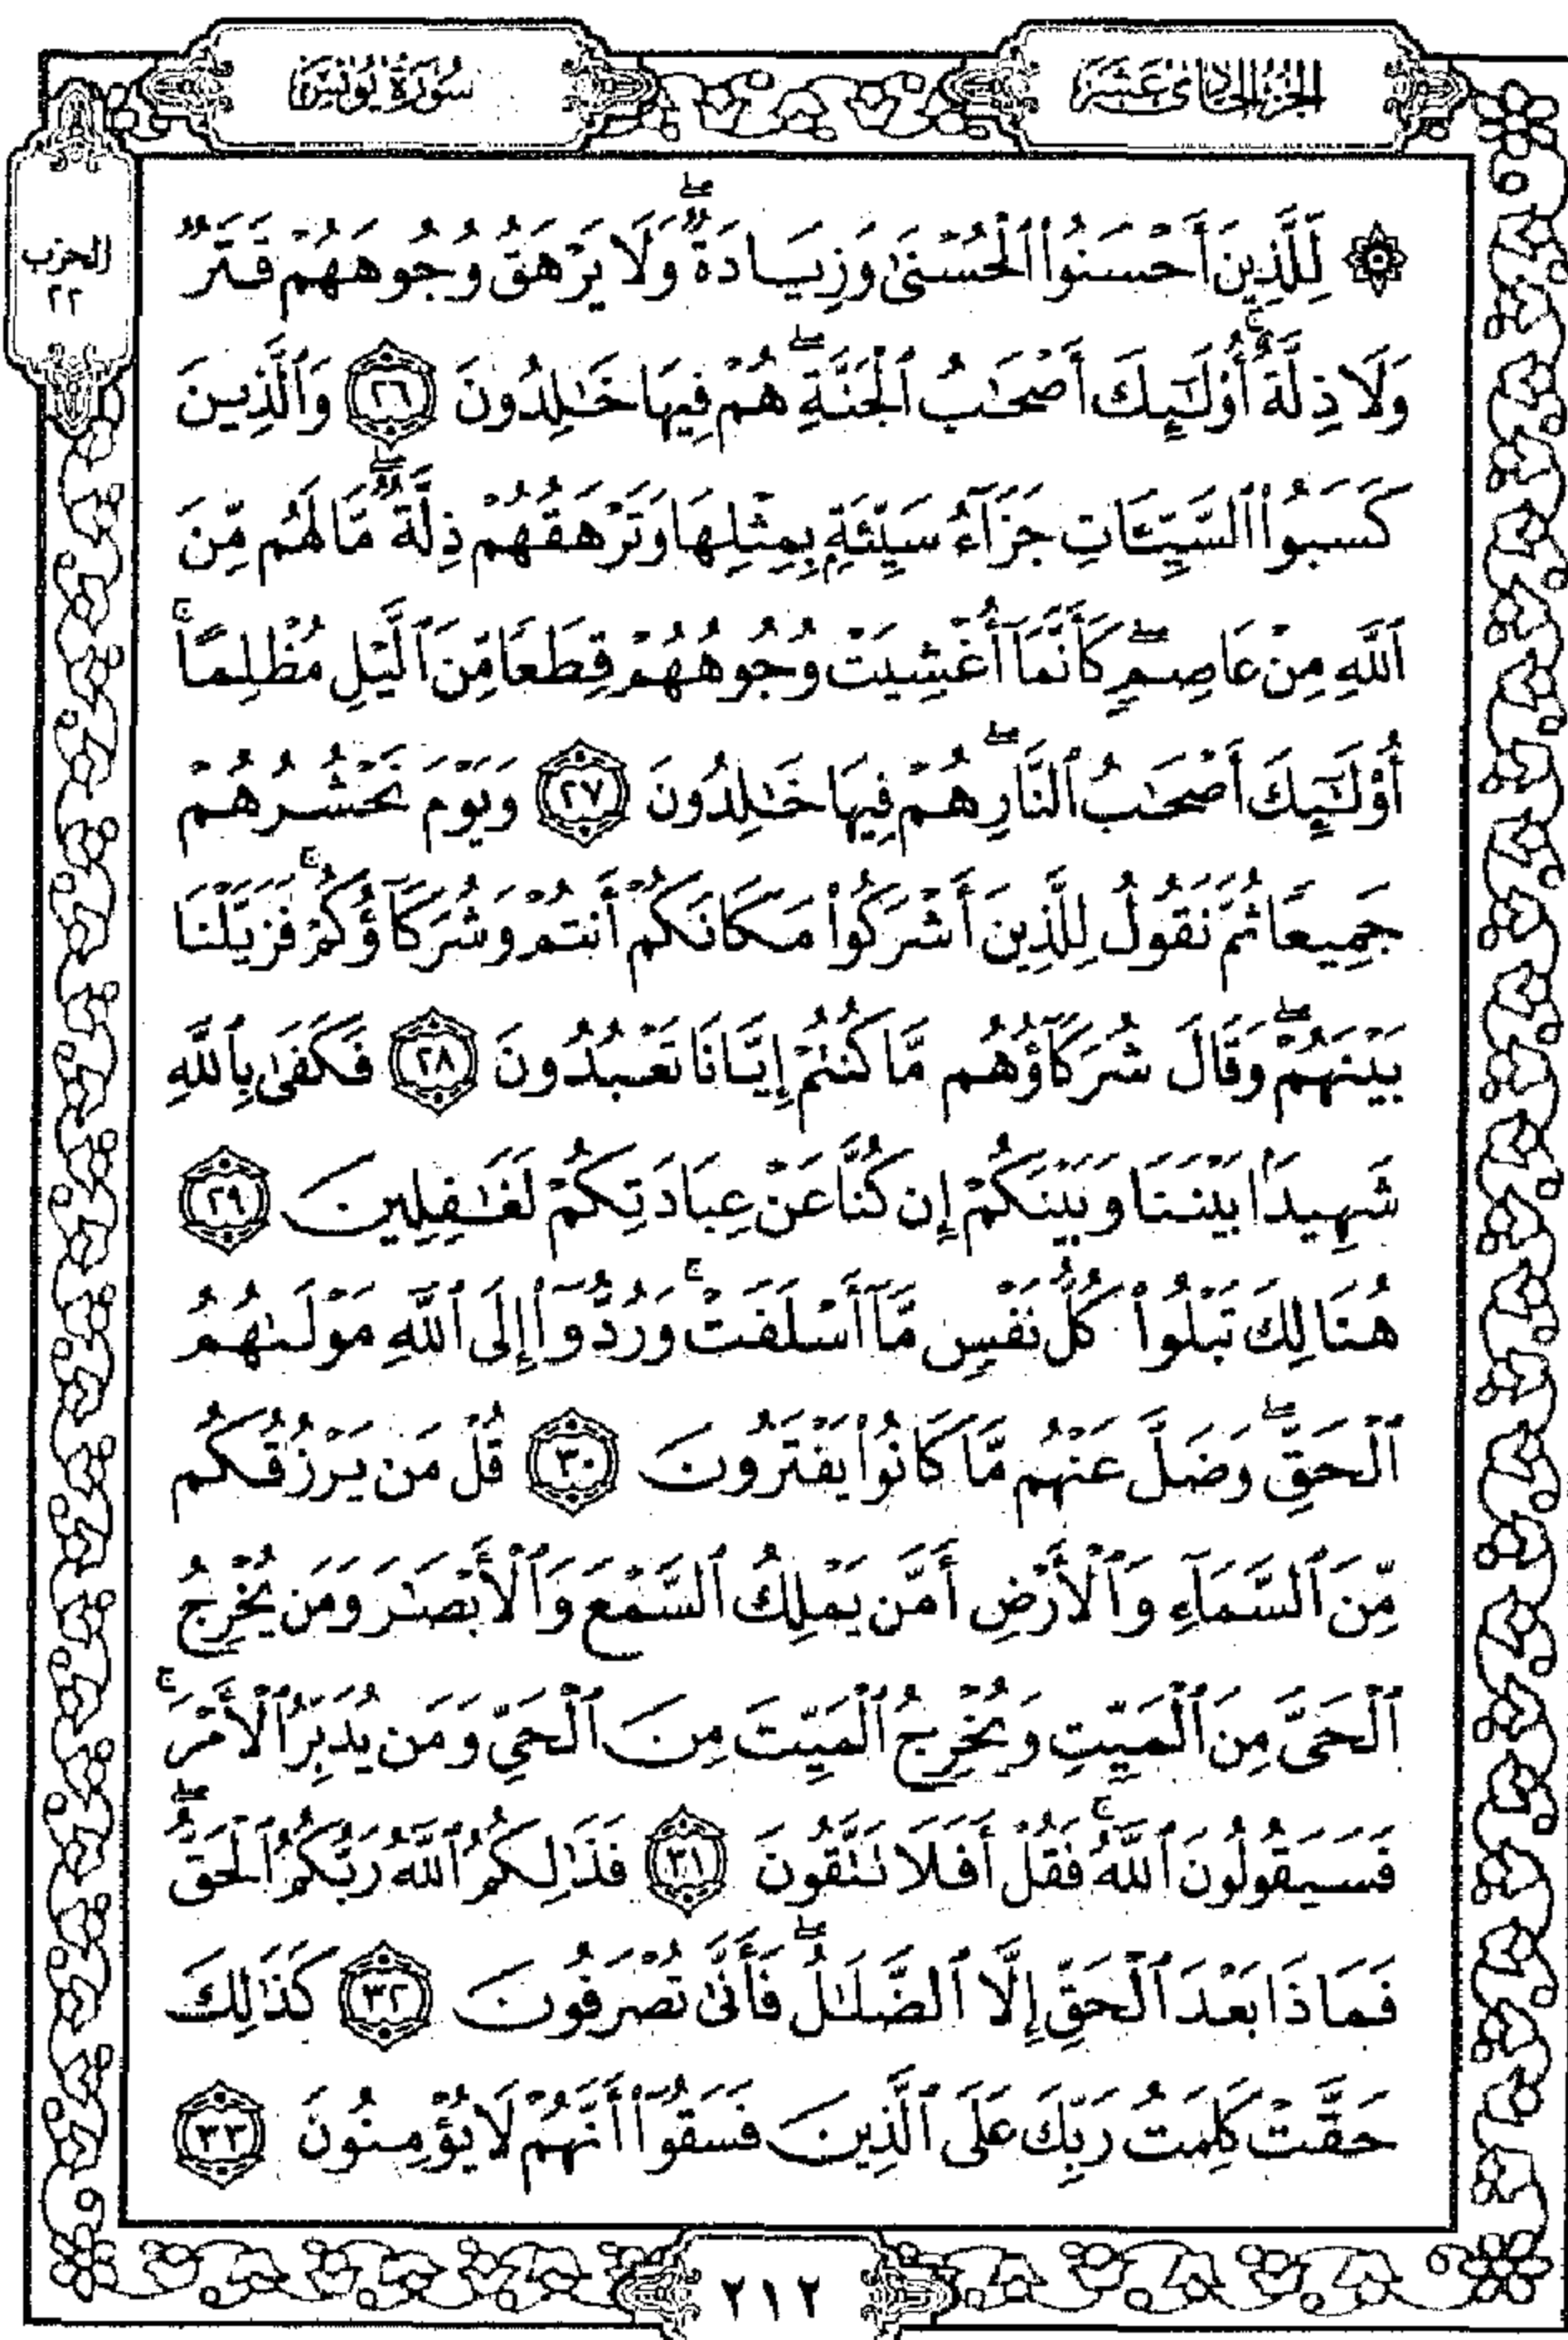 الجزء الحادي عشر
سورة يونس
الحزب
٢٢
۞ لِّلَّذِينَ أَحْسَنُوا۟ ٱلْحُسْنَىٰ وَزِيَادَةٌ ۖ وَلَا يَرْهَقُ وُجُوهَهُمْ قَتَرٌ
وَلَا ذِلَّةٌ ۚ أُو۟لَـٰٓئِكَ أَصْحَـٰبُ ٱلْجَنَّةِ ۖ هُمْ فِيهَا خَـٰلِدُونَ ٢٦ وَٱلَّذِينَ
كَسَبُوا۟ ٱلسَّيِّـَٔاتِ جَزَآءُ سَيِّئَةٍۭ بِمِثْلِهَا وَتَرْهَقُهُمْ ذِلَّةٌ ۖ مَّا لَهُم مِّنَ
ٱللَّهِ مِنْ عَاصِمٍ ۖ كَأَنَّمَآ أُغْشِيَتْ وُجُوهُهُمْ قِطَعًا مِّنَ ٱلَّيْلِ مُظْلِمًا ۚ
أُو۟لَـٰٓئِكَ أَصْحَـٰبُ ٱلنَّارِ ۖ هُمْ فِيهَا خَـٰلِدُونَ ٢٧ وَيَوْمَ نَحْشُرُهُمْ
جَمِيعًا ثُمَّ نَقُولُ لِلَّذِينَ أَشْرَكُوا۟ مَكَانَكُمْ أَنتُمْ وَشُرَكَآؤُكُمْ ۚ فَزَيَّلْنَا
بَيْنَهُمْ ۖ وَقَالَ شُرَكَآؤُهُم مَّا كُنتُمْ إِيَّانَا تَعْبُدُونَ ٢٨ فَكَفَىٰ بِٱللَّهِ
شَهِيدًۢا بَيْنَنَا وَبَيْنَكُمْ إِن كُنَّا عَنْ عِبَادَتِكُمْ لَغَـٰفِلِينَ ٢٩
هُنَالِكَ تَبْلُوا۟ كُلُّ نَفْسٍ مَّآ أَسْلَفَتْ ۚ وَرُدُّوٓا۟ إِلَى ٱللَّهِ مَوْلَىٰهُمُ
ٱلْحَقِّ ۖ وَضَلَّ عَنْهُم مَّا كَانُوا۟ يَفْتَرُونَ ٣٠ قُلْ مَن يَرْزُقُكُم
مِّنَ ٱلسَّمَآءِ وَٱلْأَرْضِ أَمَّن يَمْلِكُ ٱلسَّمْعَ وَٱلْأَبْصَـٰرَ وَمَن يُخْرِجُ
ٱلْحَىَّ مِنَ ٱلْمَيِّتِ وَيُخْرِجُ ٱلْمَيِّتَ مِنَ ٱلْحَىِّ وَمَن يُدَبِّرُ ٱلْأَمْرَ ۚ
فَسَيَقُولُونَ ٱللَّهُ ۚ فَقُلْ أَفَلَا تَتَّقُونَ ٣١ فَذَٰلِكُمُ ٱللَّهُ رَبُّكُمُ ٱلْحَقُّ ۖ
فَمَاذَا بَعْدَ ٱلْحَقِّ إِلَّا ٱلضَّلَـٰلُ ۖ فَأَنَّىٰ تُصْرَفُونَ ٣٢ كَذَٰلِكَ
حَقَّتْ كَلِمَتُ رَبِّكَ عَلَى ٱلَّذِينَ فَسَقُوٓا۟ أَنَّهُمْ لَا يُؤْمِنُونَ ٣٣
٢١٢